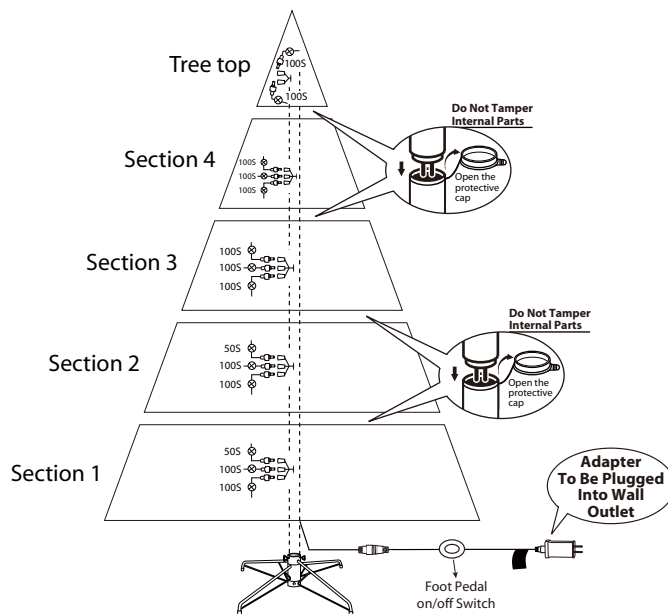 Tree top
100S
100S
Do Not Tamper
Internal Parts
Open the
protective
cap
Section 4
100S
100S
100S
Section 3
100S
100S
100S
Do Not Tamper
Internal Parts
Open the
protective
cap
Section 2
50S
100S
100S
Section 1
50S
100S
100S
Adapter
To Be Plugged
Into Wall
Outlet
Foot Pedal
on/off Switch